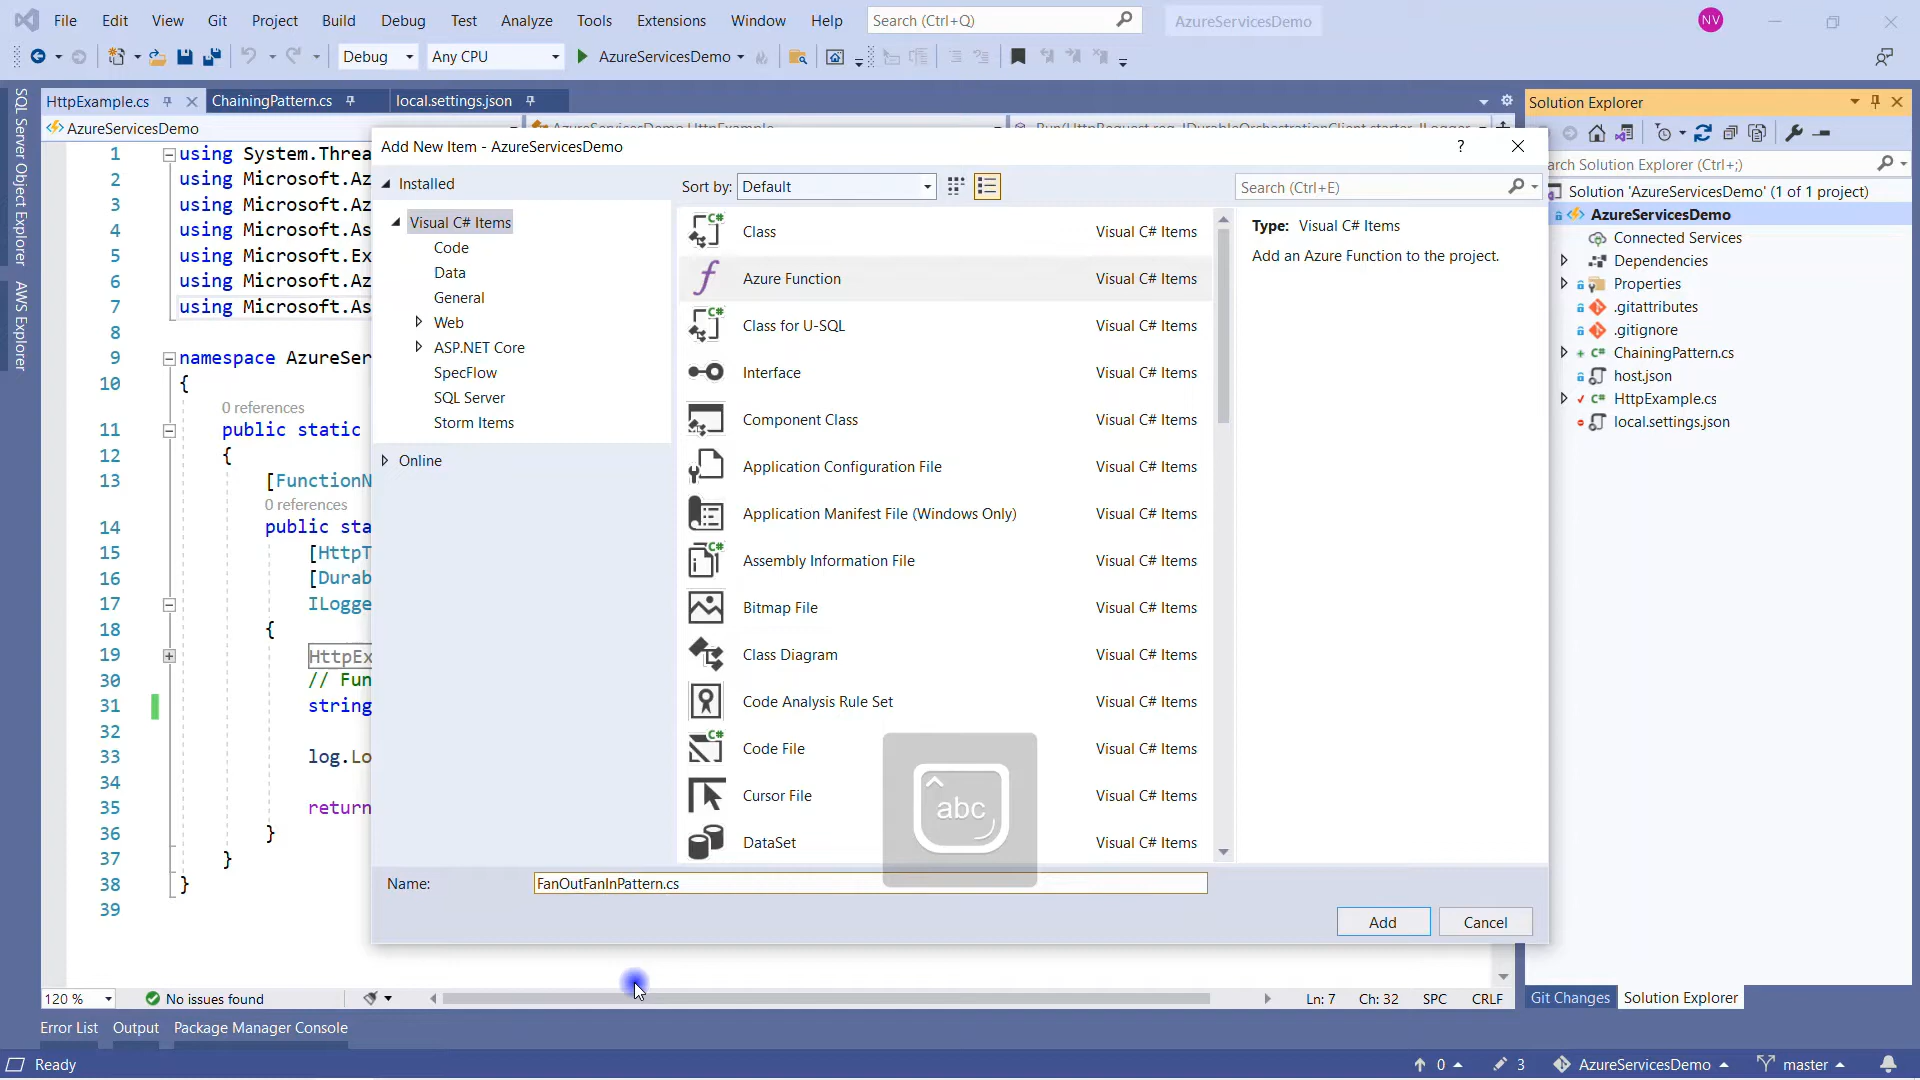 File Edit View Git Project Build Debug Test Analyze Tools Extensions Window Help Search (Ctrl+Q) AzureServicesDemo NV
Debug Any CPU AzureServicesDemo
SQL Server Object Explorer
AWS Explorer
HttpExample.cs ChainingPattern.cs local.settings.json
AzureServicesDemo AzureServicesDemo.HttpExample Run(HttpRequest req, IDurableOrchestrationClient starter, ILogger
1 using System.Threa
2 using Microsoft.Az
3 using Microsoft.Az
4 using Microsoft.As
5 using Microsoft.Ex
6 using Microsoft.Az
7 using Microsoft.As
8
9 namespace AzureSer
10 {
0 references
11 public static
12 {
13 [FunctionN
0 references
14 public sta
15 [HttpT
16 [Durab
17 ILogge
18 {
19 HttpEx
30 // Fun
31 string
32
33 log.Lo
34
35 return
36 }
37 }
38 }
39
Add New Item - AzureServicesDemo ?
Installed
Visual C# Items
Code
Data
General
Web
ASP.NET Core
SpecFlow
SQL Server
Storm Items
Online
Sort by: Default
Search (Ctrl+E)
Class Visual C# Items
Azure Function Visual C# Items
Class for U-SQL Visual C# Items
Interface Visual C# Items
Component Class Visual C# Items
Application Configuration File Visual C# Items
Application Manifest File (Windows Only) Visual C# Items
Assembly Information File Visual C# Items
Bitmap File Visual C# Items
Class Diagram Visual C# Items
Code Analysis Rule Set Visual C# Items
Code File Visual C# Items
Cursor File Visual C# Items
DataSet Visual C# Items
Type: Visual C# Items
Add an Azure Function to the project.
abc
Name: FanOutFanInPattern.cs
Add Cancel
Solution Explorer
arch Solution Explorer (Ctrl+;)
Solution 'AzureServicesDemo' (1 of 1 project)
AzureServicesDemo
Connected Services
Dependencies
Properties
.gitattributes
.gitignore
ChainingPattern.cs
host.json
HttpExample.cs
local.settings.json
120 % No issues found Ln: 7 Ch: 32 SPC CRLF
Git Changes Solution Explorer
Error List Output Package Manager Console
Ready 0 3 AzureServicesDemo master